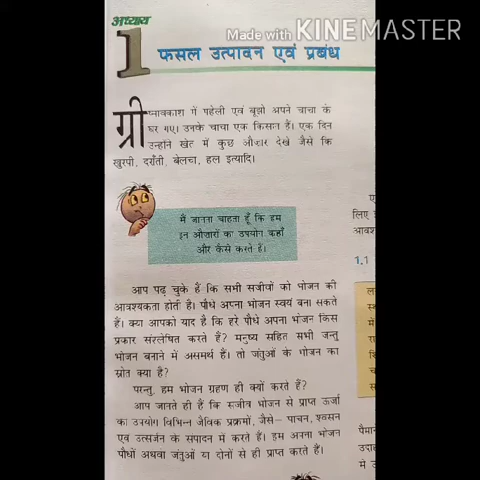 Made with KINEMASTER
अध्याय
1 फसल उत्पादन एवं प्रबंध
ग्रीष्मावकाश में पहेली एवं बूझो अपने चाचा के
घर गए। उनके चाचा एक किसान हैं। एक दिन
उन्होंने खेत में कुछ औजार देखे जैसे कि
खुरपी, दराँती, बेलचा, हल इत्यादि।
मैं जानना चाहता हूँ कि हम
इन औजारों का उपयोग कहाँ
और कैसे करते हैं।
आप पढ़ चुके हैं कि सभी सजीवों को भोजन की
आवश्यकता होती है। पौधे अपना भोजन स्वयं बना सकते
हैं। क्या आपको याद है कि हरे पौधे अपना भोजन किस
प्रकार संश्लेषित करते हैं? मनुष्य सहित सभी जन्तु
भोजन बनाने में असमर्थ हैं। तो जंतुओं के भोजन का
स्रोत क्या है?
परन्तु, हम भोजन ग्रहण ही क्यों करते हैं?
आप जानते ही हैं कि सजीव भोजन से प्राप्त ऊर्जा
का उपयोग विभिन्न जैविक प्रक्रमों, जैसे- पाचन, श्वसन
एवं उत्सर्जन के संपादन में करते हैं। हम अपना भोजन
पौधों अथवा जंतुओं या दोनों से ही प्राप्त करते हैं।
लिए
आवश
1.1